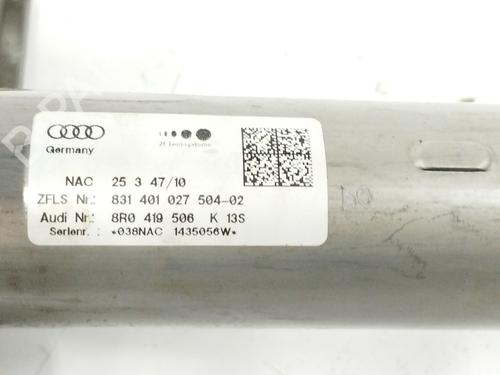 Germany
ZF Lenksysteme
NAC 25 3 47/10
ZFLS Nr.: 831 401 027 504-02
Audi Nr.: 8R0 419 506 K 13S
Serlennr.: *038NAC 1435056W*